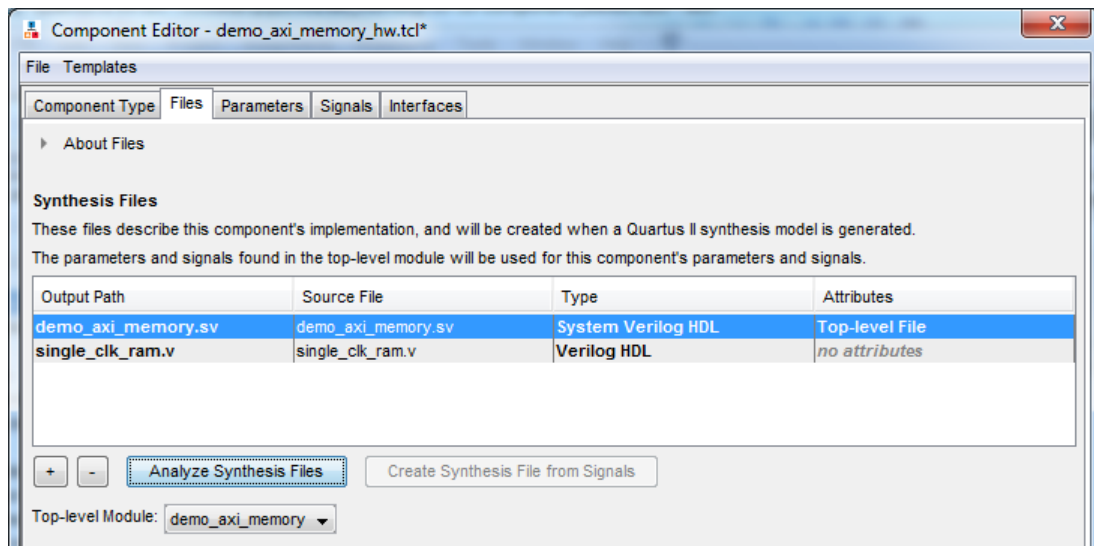 Component Editor - demo_axi_memory_hw.tcl*
File Templates
Component Type Files Parameters Signals Interfaces
About Files
Synthesis Files
These files describe this component's implementation, and will be created when a Quartus II synthesis model is generated.
The parameters and signals found in the top-level module will be used for this component's parameters and signals.
Output Path Source File Type Attributes
demo_axi_memory.sv demo_axi_memory.sv System Verilog HDL Top-level File
single_clk_ram.v single_clk_ram.v Verilog HDL no attributes
+ - Analyze Synthesis Files Create Synthesis File from Signals
Top-level Module: demo_axi_memory